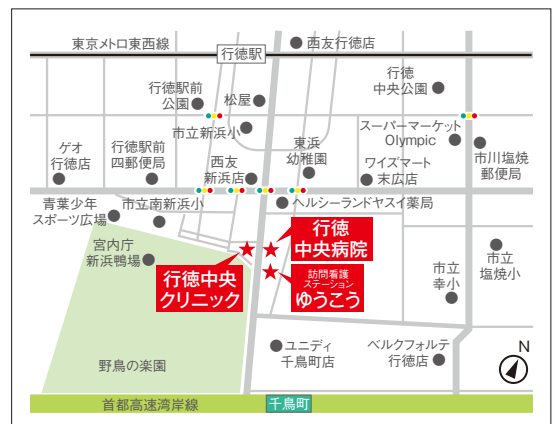 東京メトロ東西線
行徳駅
西友行徳店
行徳
中央公園
行徳駅前
公園
松屋
市立新浜小
スーパーマーケット
Olympic
ゲオ
行徳店
行徳駅前
四郵便局
西友
新浜店
東浜
幼稚園
ワイズマート
末広店
市川塩焼
郵便局
青葉少年
スポーツ広場
市立南新浜小
ヘルシーランドヤスイ薬局
行徳
中央病院
宮内庁
新浜鴨場
行徳中央
クリニック
訪問看護
ステーション
ゆうこう
市立
幸小
市立
塩焼小
野鳥の楽園
ユニディ
千鳥町店
ベルクフォルテ
行徳店
N
首都高速湾岸線
千鳥町